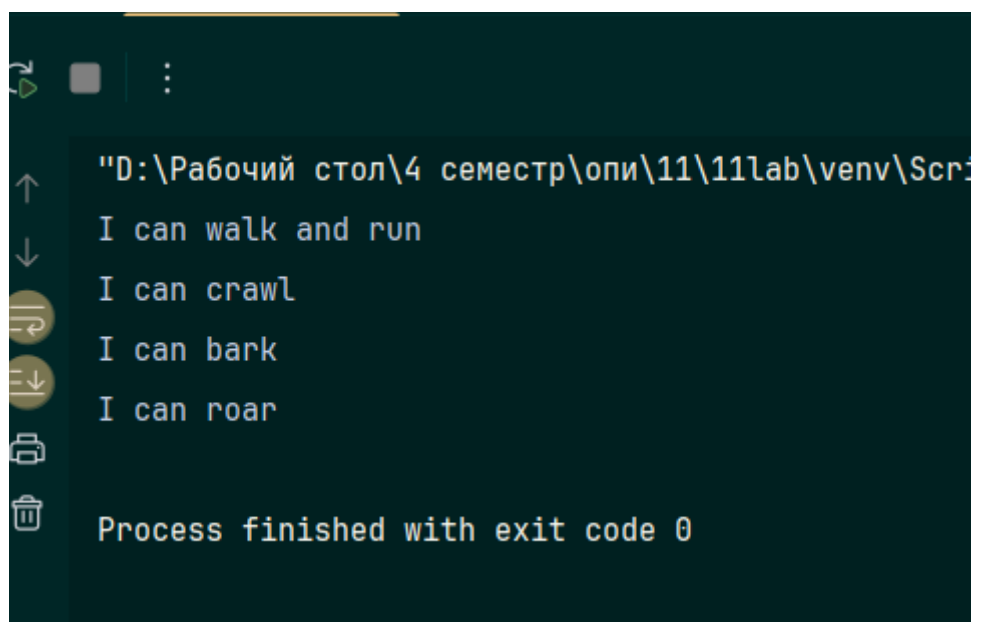 "D:\Рабочий стол\4 семестр\опи\11\11lab\venv\Scri
I can walk and run
I can crawl
I can bark
I can roar
Process finished with exit code 0